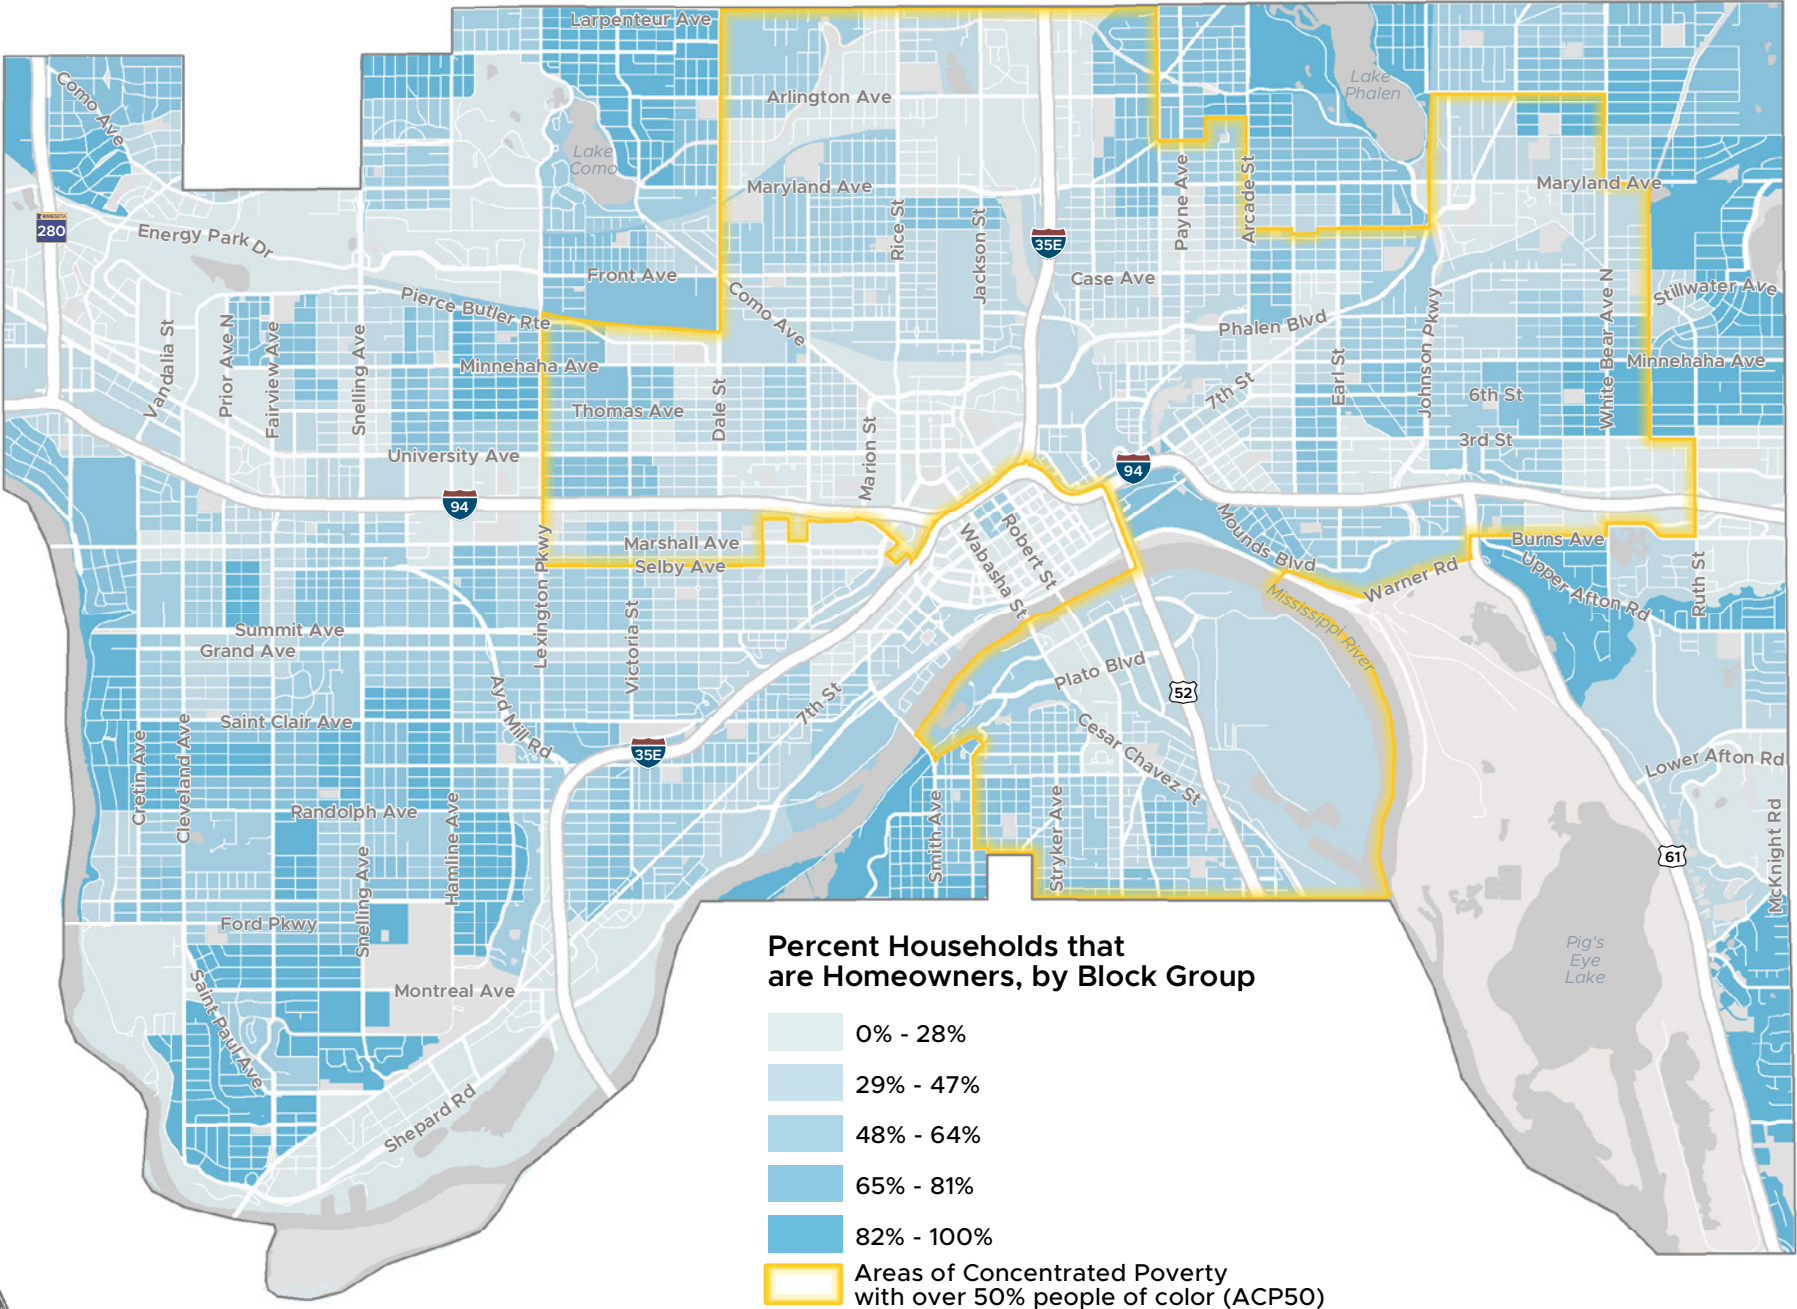 Larpenteur Ave
Como Ave
Lake
Phalen
Arlington Ave
Lake
Como
Maryland Ave
Maryland Ave
Payne Ave
Arcade St
Rice St
Jackson St
MINNESOTA
280
Energy Park Dr
35E
Front Ave
Case Ave
Stillwater Ave
Pierce Butler Rte
Como Ave
Phalen Blvd
Vandalia St
Prior Ave N
Fairview Ave
Snelling Ave
Minnehaha Ave
Minnehaha Ave
Earl St
Johnson Pkwy
White Bear Ave N
7th St
6th St
Thomas Ave
Dale St
Marion St
3rd St
University Ave
94
94
Lexington Pkwy
Marshall Ave
Selby Ave
Wabasha St
Robert St
Mounds Blvd
Burns Ave
Warner Rd
Upper Afton Rd
Ruth St
Mississippi River
Summit Ave
Grand Ave
Victoria St
Plato Blvd
52
Ayd Mill Rd
7th St
Saint Clair Ave
Cesar Chavez St
35E
Lower Afton Rd
Cretin Ave
Cleveland Ave
Randolph Ave
Hamline Ave
Smith Ave
Stryker Ave
61
McKnight Rd
Snelling Ave
Ford Pkwy
Pig's
Eye
Lake
Saint Paul Ave
Montreal Ave
Shepard Rd
Percent Households that
are Homeowners, by Block Group
0% - 28%
29% - 47%
48% - 64%
65% - 81%
82% - 100%
Areas of Concentrated Poverty
with over 50% people of color (ACP50)